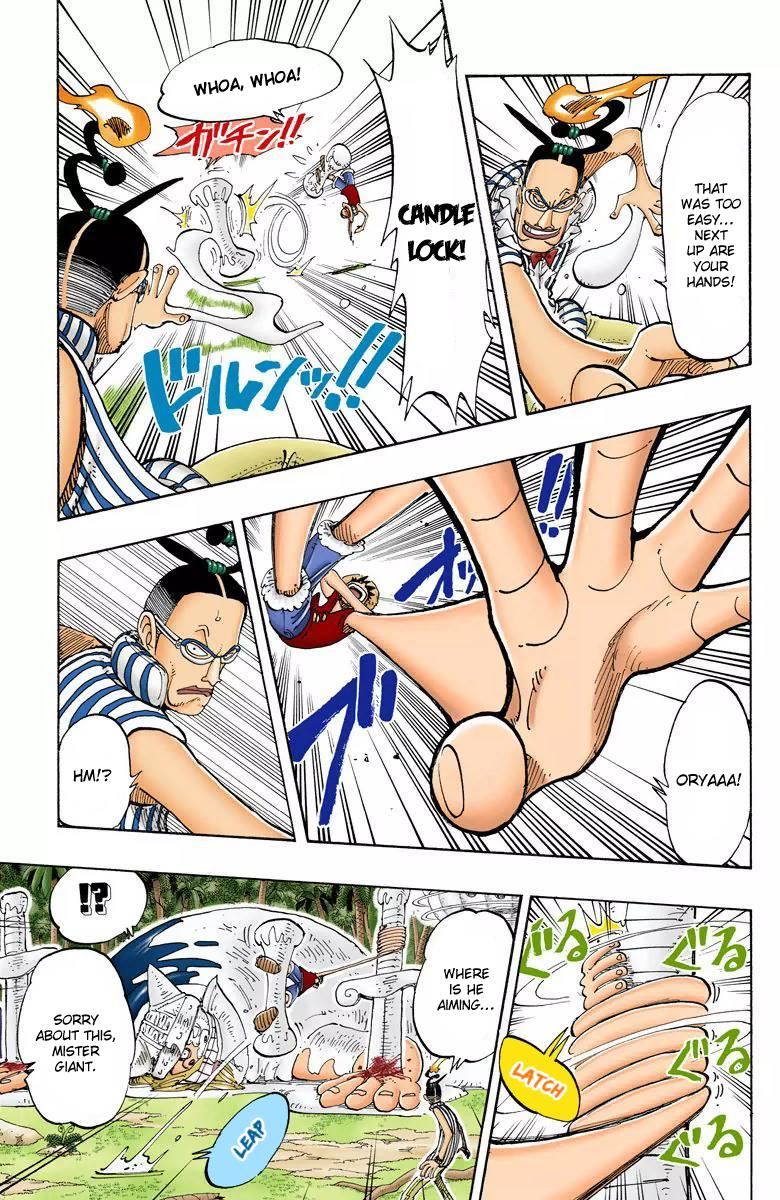 THAT
WAS TOO
EASY...
NEXT
UP ARE
YOUR
HANDS!
CANDLE
LOCK!
WHOA, WHOA!
ガチン!!
ドルンッ!!
!!
オッ
ブ
ORYAAA!
HM!?
ぐる
ぐる
ぐる
ぐる
ぐる
LATCH
WHERE
IS HE
AIMING...
!?
SORRY
ABOUT THIS,
MISTER
GIANT.
LEAP